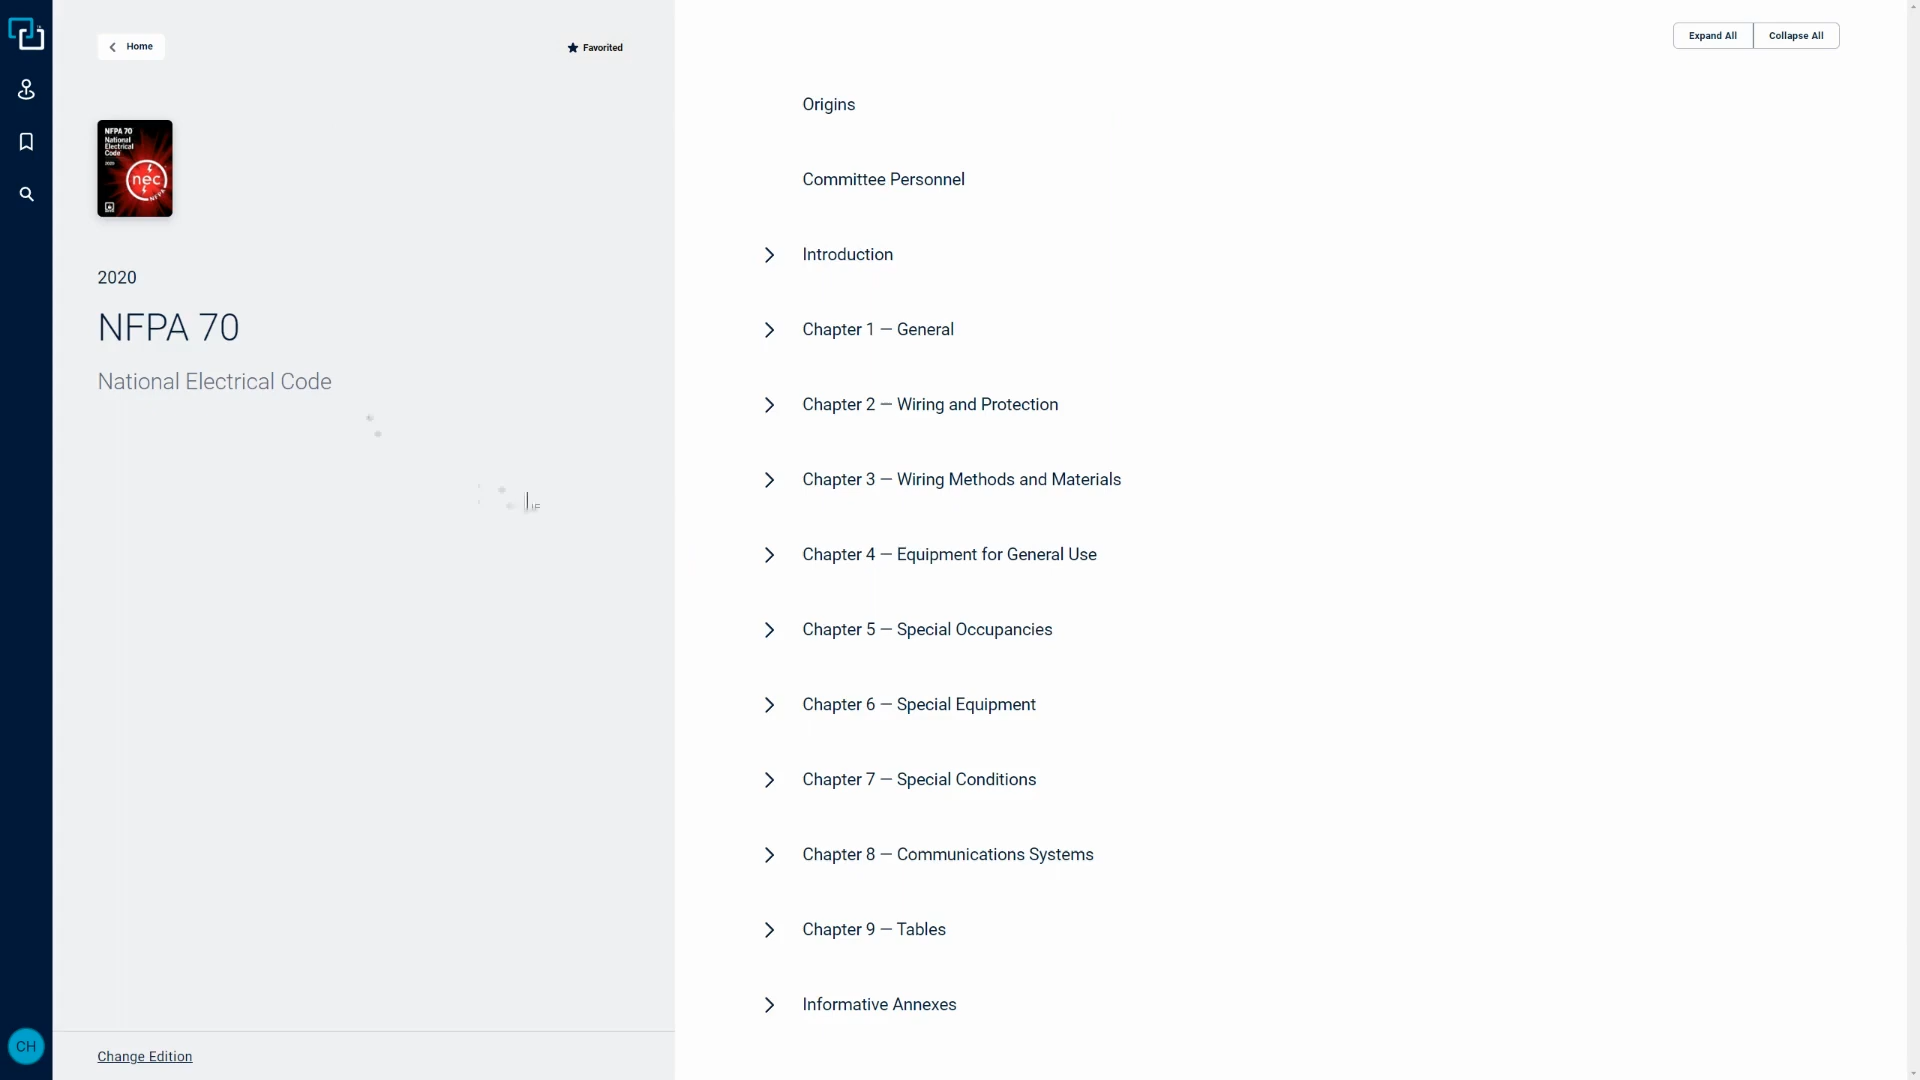 Home
Favorited
NFPA 70
National
Electrical
Code
2020
nec
NFPA
2020
NFPA 70
National Electrical Code
Change Edition
CH
Expand All
Collapse All
Origins
Committee Personnel
Introduction
Chapter 1 — General
Chapter 2 — Wiring and Protection
Chapter 3 — Wiring Methods and Materials
Chapter 4 — Equipment for General Use
Chapter 5 — Special Occupancies
Chapter 6 — Special Equipment
Chapter 7 — Special Conditions
Chapter 8 — Communications Systems
Chapter 9 — Tables
Informative Annexes